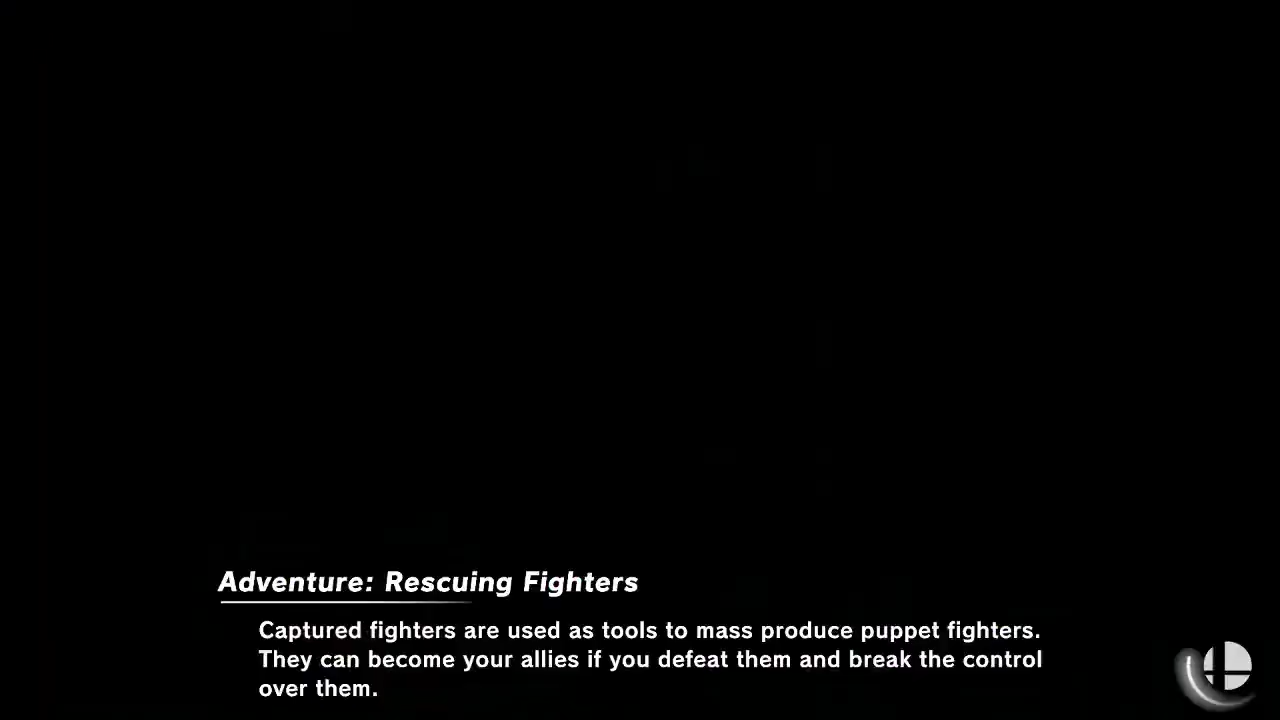 Adventure: Rescuing Fighters
Captured fighters are used as tools to mass produce puppet fighters.
They can become your allies if you defeat them and break the control
over them.